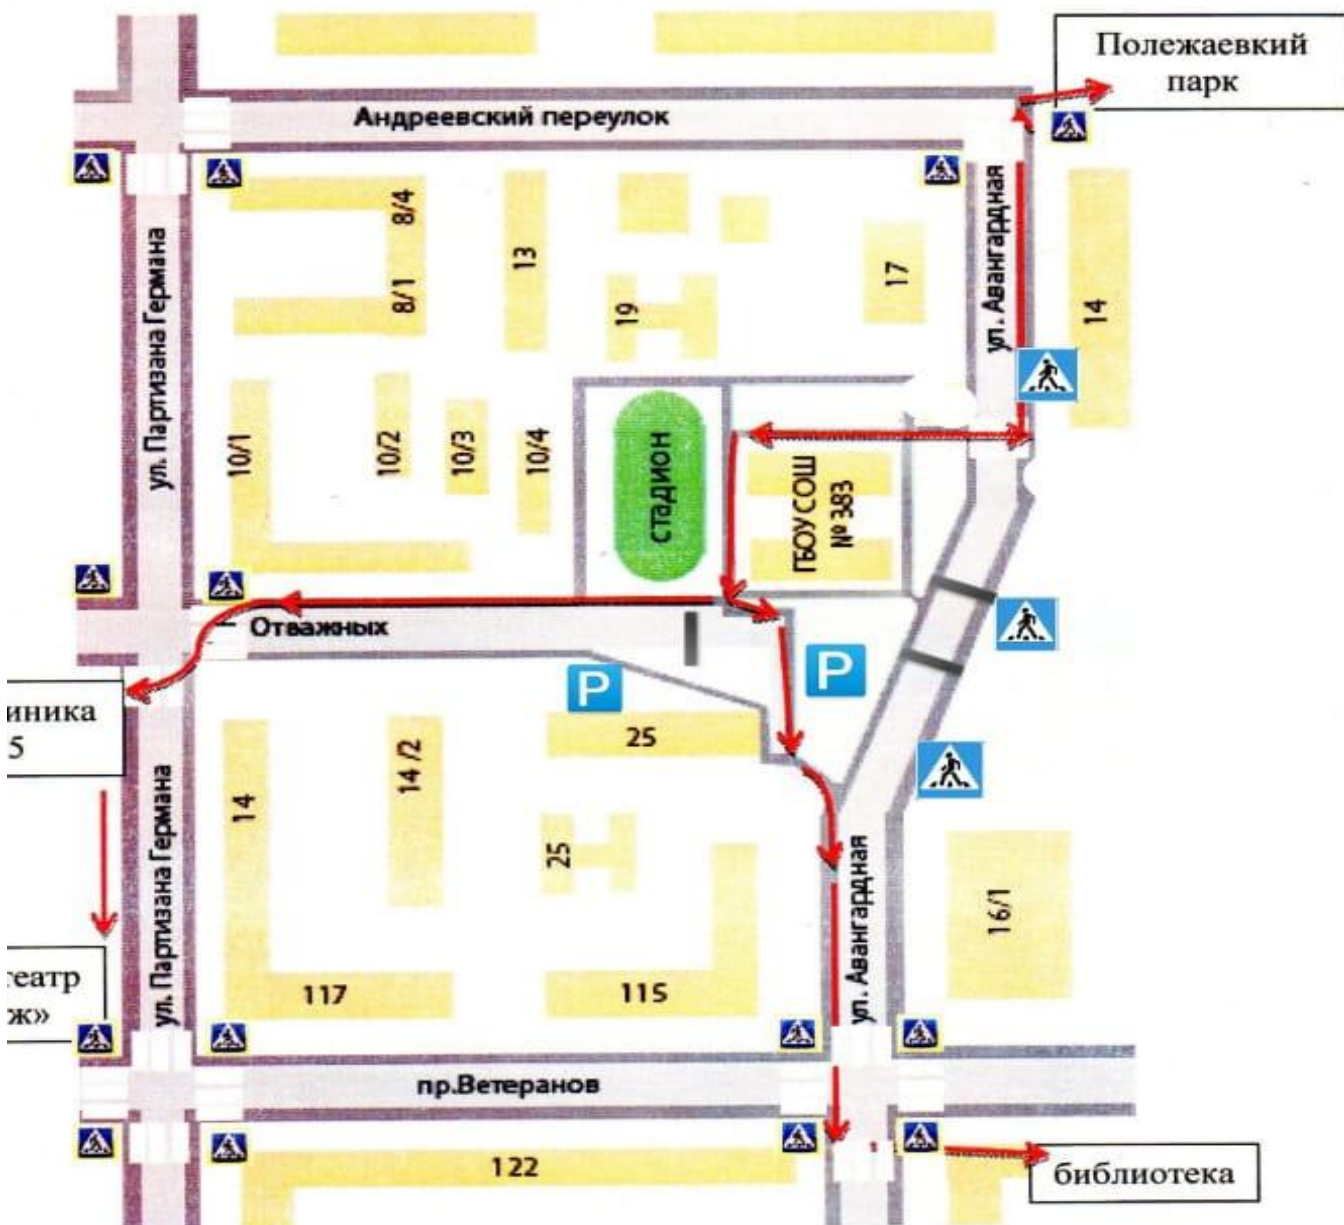 Полежаевкий
парк
Андреевский переулок
ул. Партизана Германа
8/4
8/1
13
19
17
ул. Авангардная
14
10/1
10/2
10/3
10/4
стадион
ГБОУ СОШ
№ 383
Отважных
P
P
иника
5
25
14 /2
14
ул. Партизана Германа
25
ул. Авангардная
16/1
еатр
ж»
117
115
пр.Ветеранов
122
библиотека